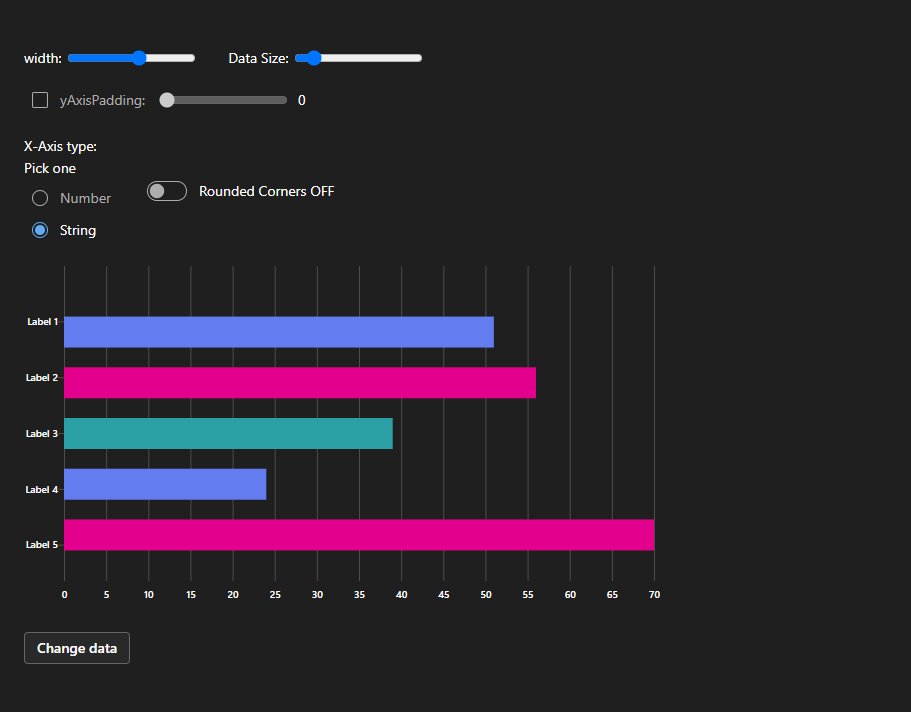 width: Data Size:
yAxisPadding: 0
X-Axis type:
Pick one
Number
Rounded Corners OFF
String
Label 1
Label 2
Label 3
Label 4
Label 5
0 5 10 15 20 25 30 35 40 45 50 55 60 65 70
Change data